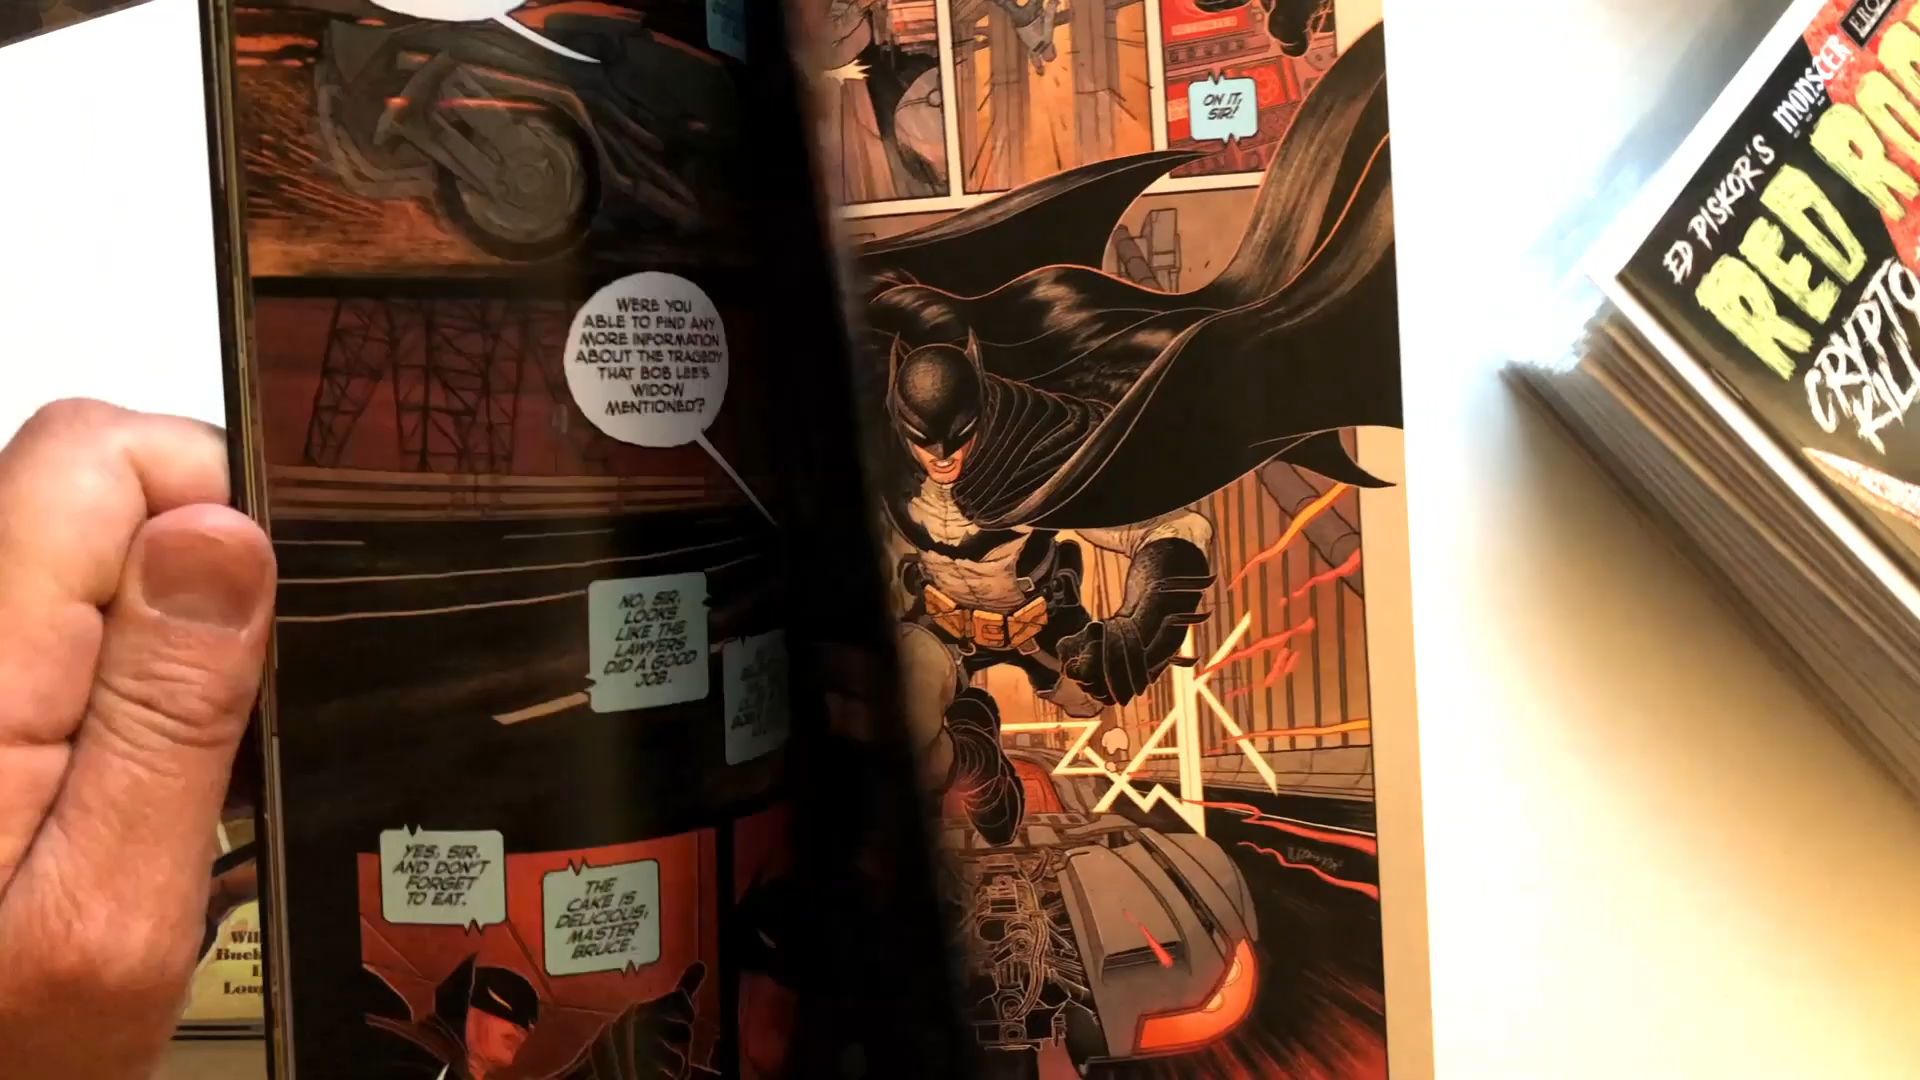 WERE YOU
ABLE TO FIND ANY
MORE INFORMATION
ABOUT THE TRAGEDY
THAT BOB LEE'S
WIDOW
MENTIONED?
NO, SIR.
LOOKS
LIKE THE
LAWYERS
DID A GOOD
JOB.
YES, SIR.
AND DON'T
FORGET
TO EAT.
THE
CAKE IS
DELICIOUS,
MASTER
BRUCE.
ON IT,
SIR!
ZWAK
ED PISKOR'S
MONSTER
RED
CRYPTO